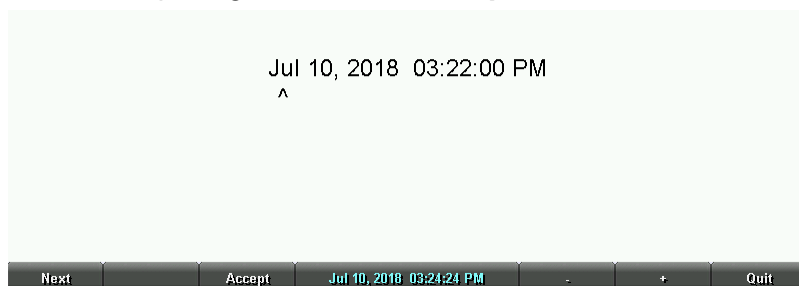 Jul 10, 2018 03:22:00 PM
^
Next Accept Jul 10, 2018 03:24:24 PM - + Quit